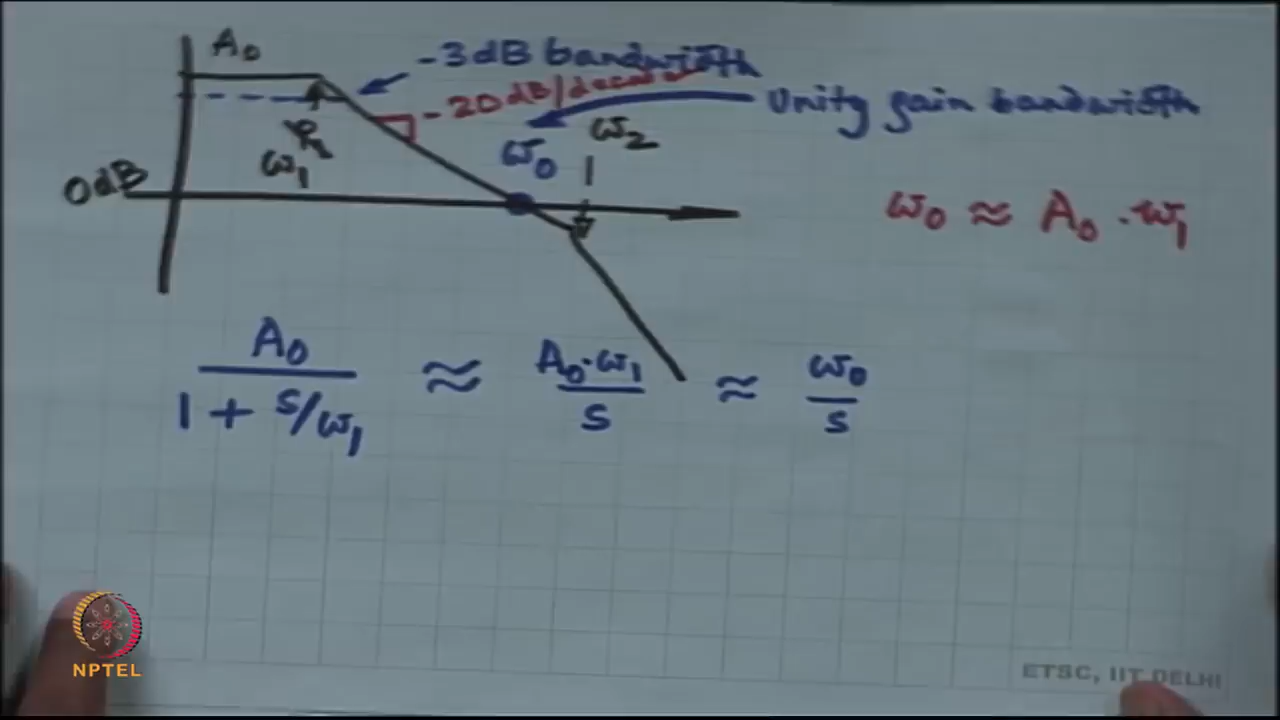 A₀
-3dB bandwidth
-20dB/decade
Unity gain bandwidth
ω₁
ω₀
ω₂
0dB
ω₀ ≈ A₀ · ω₁
A₀ / (1 + s/ω₁) ≈ A₀·ω₁ / s ≈ ω₀ / s
NPTEL
ETSC, IIT DELHI